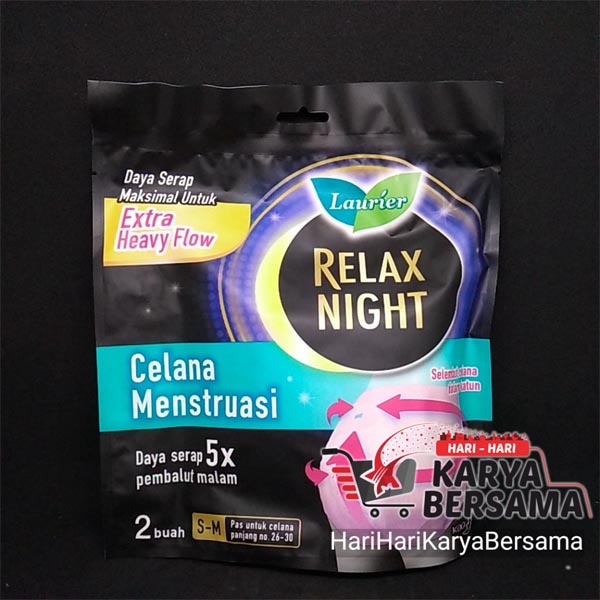 Daya Serap
Maksimal Untuk
Extra
Heavy Flow
Laurier
RELAX
NIGHT
Celana
Menstruasi
Daya serap 5x
pembalut malam
2 buah
S-M
Pas untuk celana
panjang no. 26-30
HARI - HARI
KARYA
BERSAMA
HariHariKaryaBersama